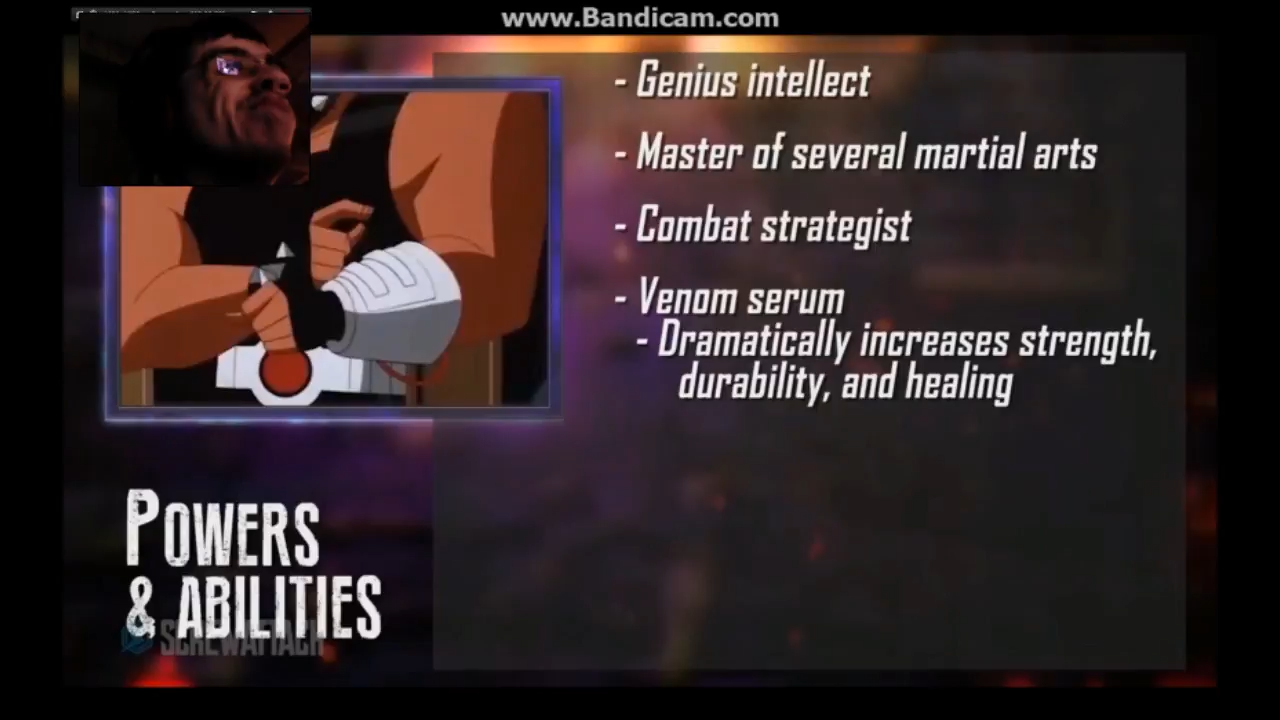 www.Bandicam.com
- Genius intellect
- Master of several martial arts
- Combat strategist
- Venom serum
- Dramatically increases strength,
durability, and healing
POWERS
& ABILITIES
SCREWATTACK